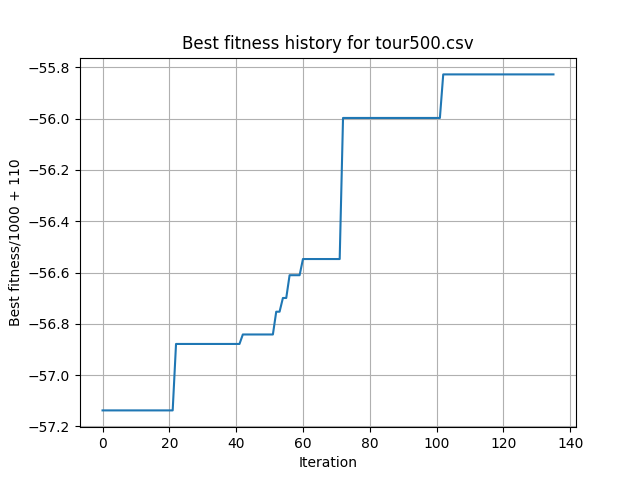 Best fitness history for tour500.csv
Best fitness/1000 + 110
−55.8
−56.0
−56.2
−56.4
−56.6
−56.8
−57.0
−57.2
0 20 40 60 80 100 120 140
Iteration